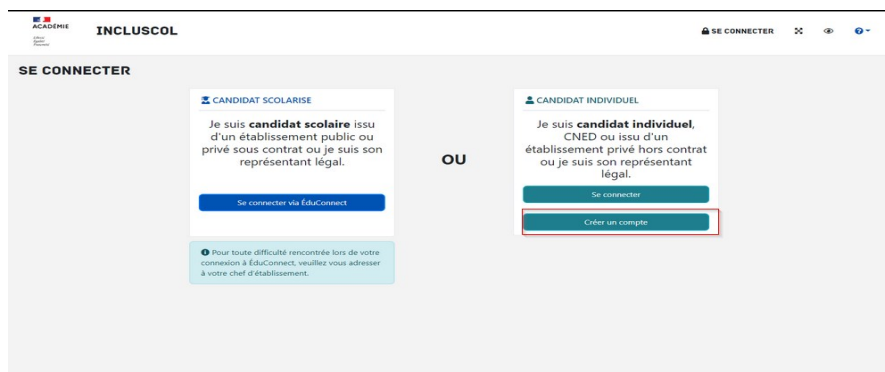 ACADÉMIE
INCLUSCOL
SE CONNECTER
SE CONNECTER
CANDIDAT SCOLARISE
Je suis candidat scolaire issu
d'un établissement public ou
privé sous contrat ou je suis son
représentant légal.
Se connecter via ÉduConnect
Pour toute difficulté rencontrée lors de votre
connexion à ÉduConnect, veuillez vous adresser
à votre chef d'établissement.
OU
CANDIDAT INDIVIDUEL
Je suis candidat individuel,
CNED ou issu d'un
établissement privé hors contrat
ou je suis son représentant
légal.
Se connecter
Créer un compte